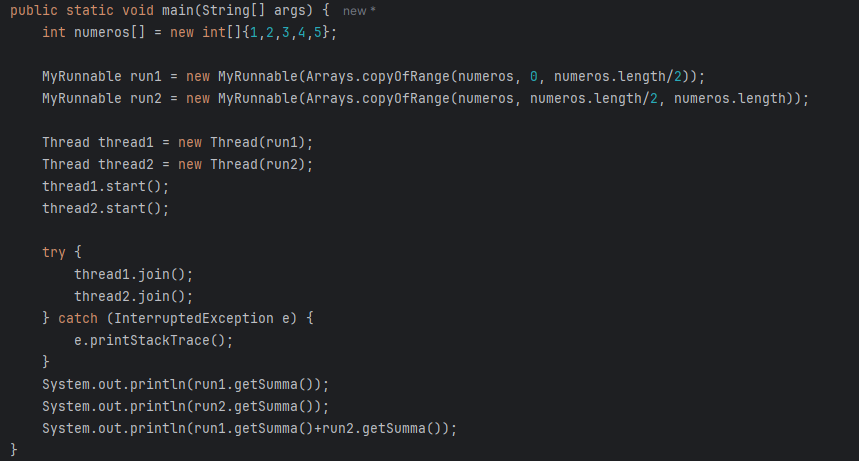 public static void main(String[] args) { new *
int numeros[] = new int[]{1,2,3,4,5};
MyRunnable run1 = new MyRunnable(Arrays.copyOfRange(numeros, 0, numeros.length/2));
MyRunnable run2 = new MyRunnable(Arrays.copyOfRange(numeros, numeros.length/2, numeros.length));
Thread thread1 = new Thread(run1);
Thread thread2 = new Thread(run2);
thread1.start();
thread2.start();
try {
thread1.join();
thread2.join();
} catch (InterruptedException e) {
e.printStackTrace();
}
System.out.println(run1.getSumma());
System.out.println(run2.getSumma());
System.out.println(run1.getSumma()+run2.getSumma());
}